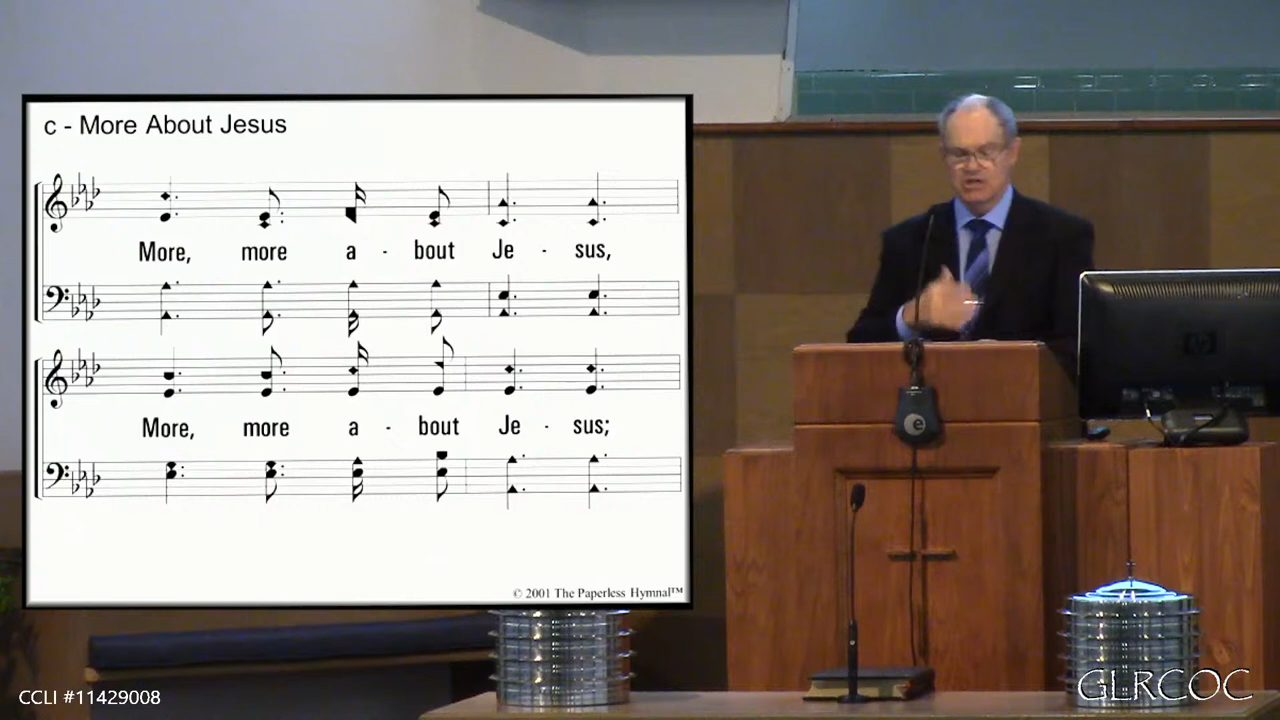 c - More About Jesus
More, more a - bout Je - sus,
More, more a - bout Je - sus;
© 2001 The Paperless Hymnal™
e
hp
CCLI #11429008
GLRCOC